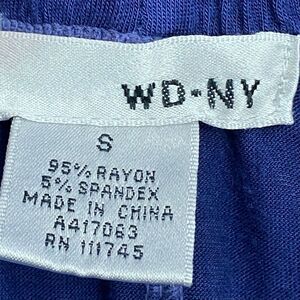 WD·NY
S
95% RAYON
5% SPANDEX
MADE IN CHINA
A417083
RN 111745